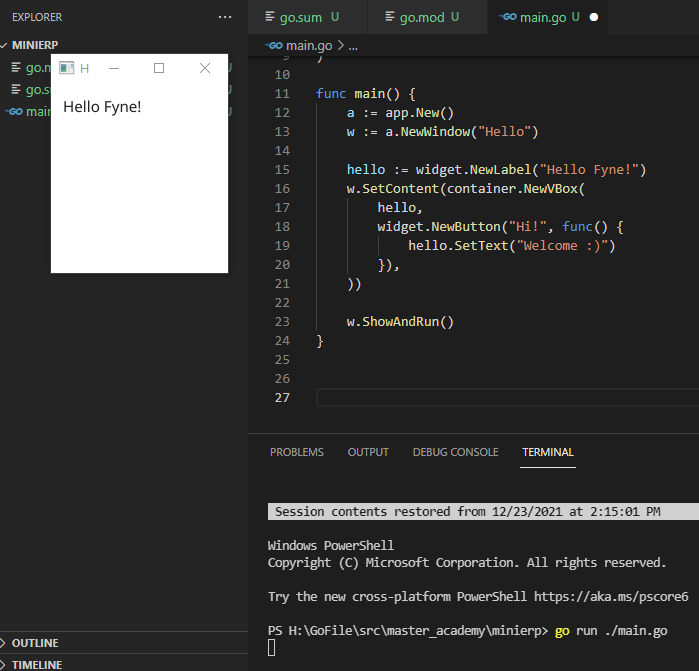 EXPLORER
···
go.sum U
go.mod U
GO main.go U
GO main.go > ...
MINIERP
go.m U
go.s U
GO main U
H
Hello Fyne!
9 )
10
11 func main() {
12 a := app.New()
13 w := a.NewWindow("Hello")
14
15 hello := widget.NewLabel("Hello Fyne!")
16 w.SetContent(container.NewVBox(
17 hello,
18 widget.NewButton("Hi!", func() {
19 hello.SetText("Welcome :)")
20 }),
21 ))
22
23 w.ShowAndRun()
24 }
25
26
27
PROBLEMS OUTPUT DEBUG CONSOLE TERMINAL
Session contents restored from 12/23/2021 at 2:15:01 PM
Windows PowerShell
Copyright (C) Microsoft Corporation. All rights reserved.
Try the new cross-platform PowerShell https://aka.ms/pscore6
PS H:\GoFile\src\master_academy\minierp> go run ./main.go
OUTLINE
TIMELINE